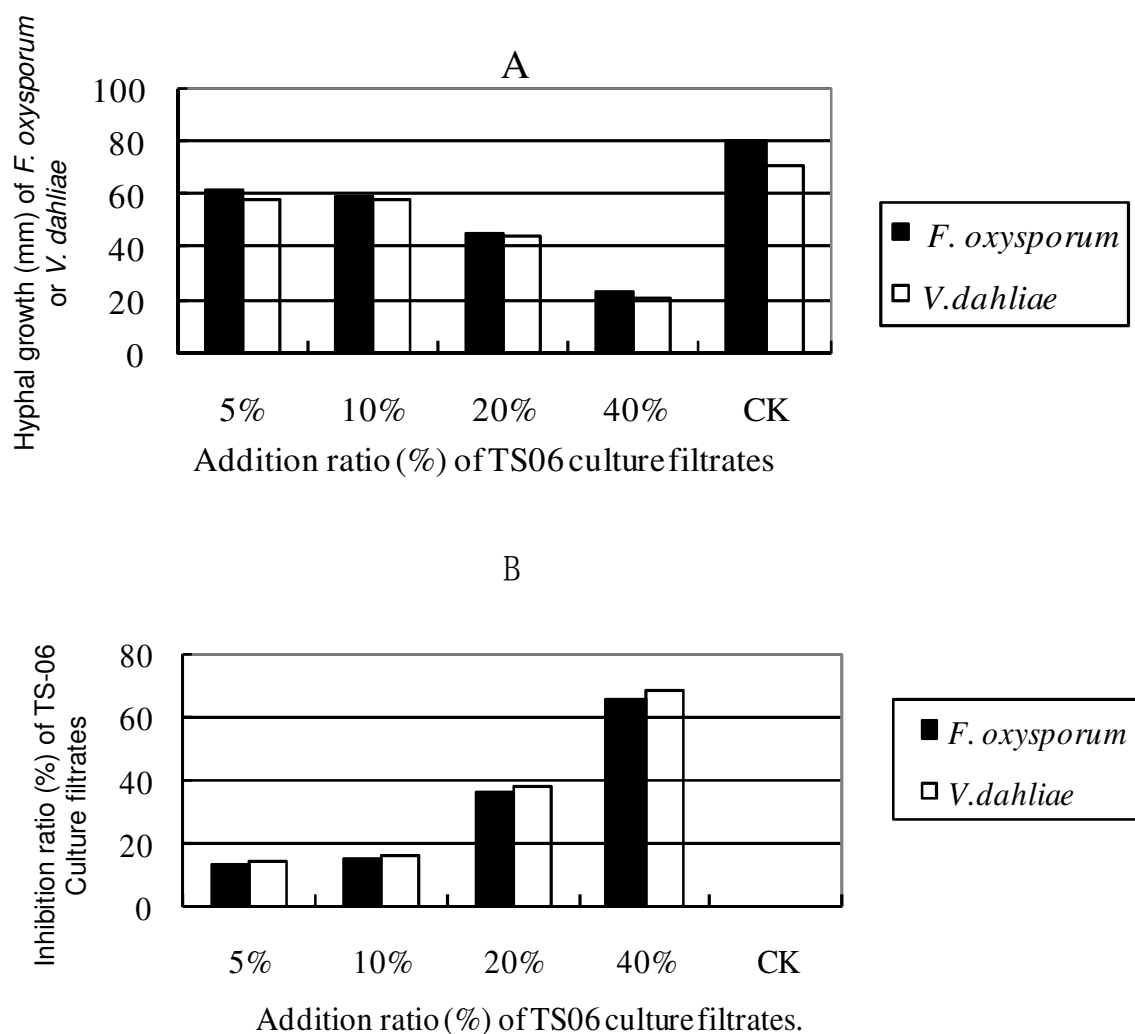 A
Hyphal growth (mm) of F. oxysporum
or V. dahliae
100
80
60
40
20
0
5% 10% 20% 40% CK
Addition ratio (%) of TS06 culture filtrates
F. oxysporum
V.dahliae
B
Inhibition ratio (%) of TS-06
Culture filtrates
80
60
40
20
0
5% 10% 20% 40% CK
Addition ratio (%) of TS06 culture filtrates.
F. oxysporum
V.dahliae